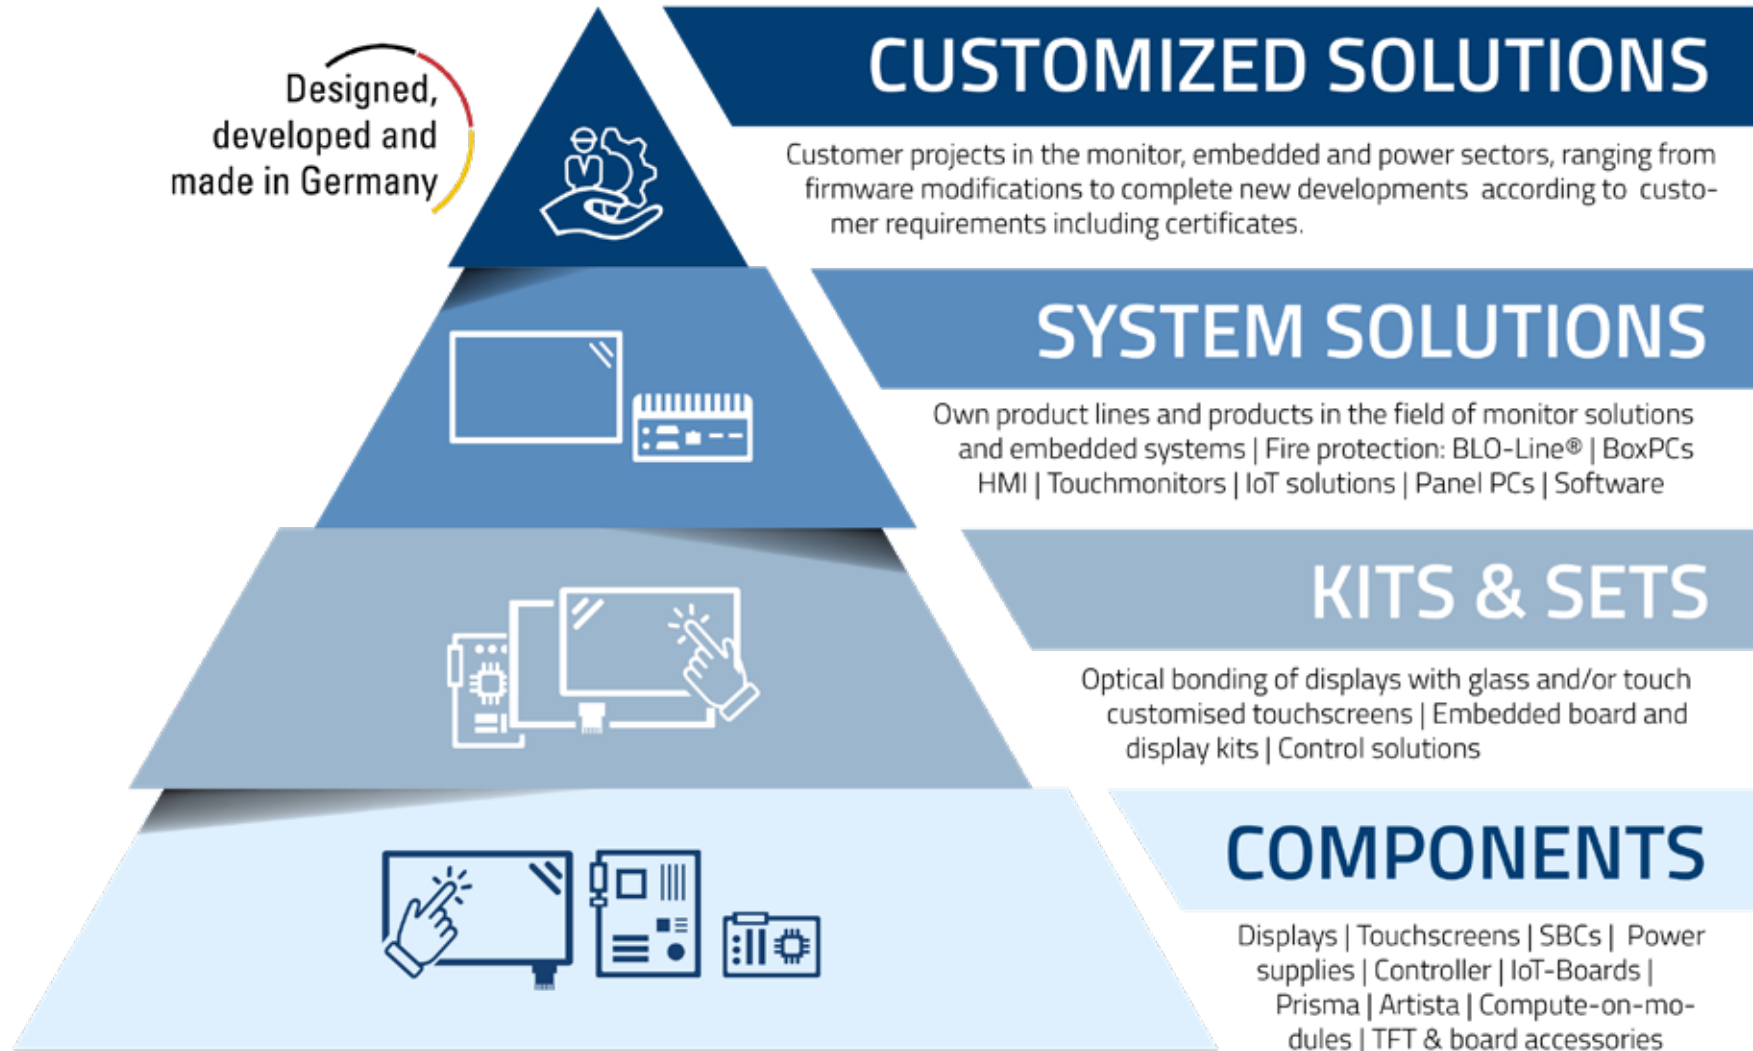 Designed,
developed and
made in Germany
CUSTOMIZED SOLUTIONS
Customer projects in the monitor, embedded and power sectors, ranging from
firmware modifications to complete new developments according to custo-
mer requirements including certificates.
SYSTEM SOLUTIONS
Own product lines and products in the field of monitor solutions
and embedded systems | Fire protection: BLO-Line® | BoxPCs
HMI | Touchmonitors | IoT solutions | Panel PCs | Software
KITS & SETS
Optical bonding of displays with glass and/or touch
customised touchscreens | Embedded board and
display kits | Control solutions
COMPONENTS
Displays | Touchscreens | SBCs | Power
supplies | Controller | IoT-Boards |
Prisma | Artista | Compute-on-mo-
dules | TFT & board accessories